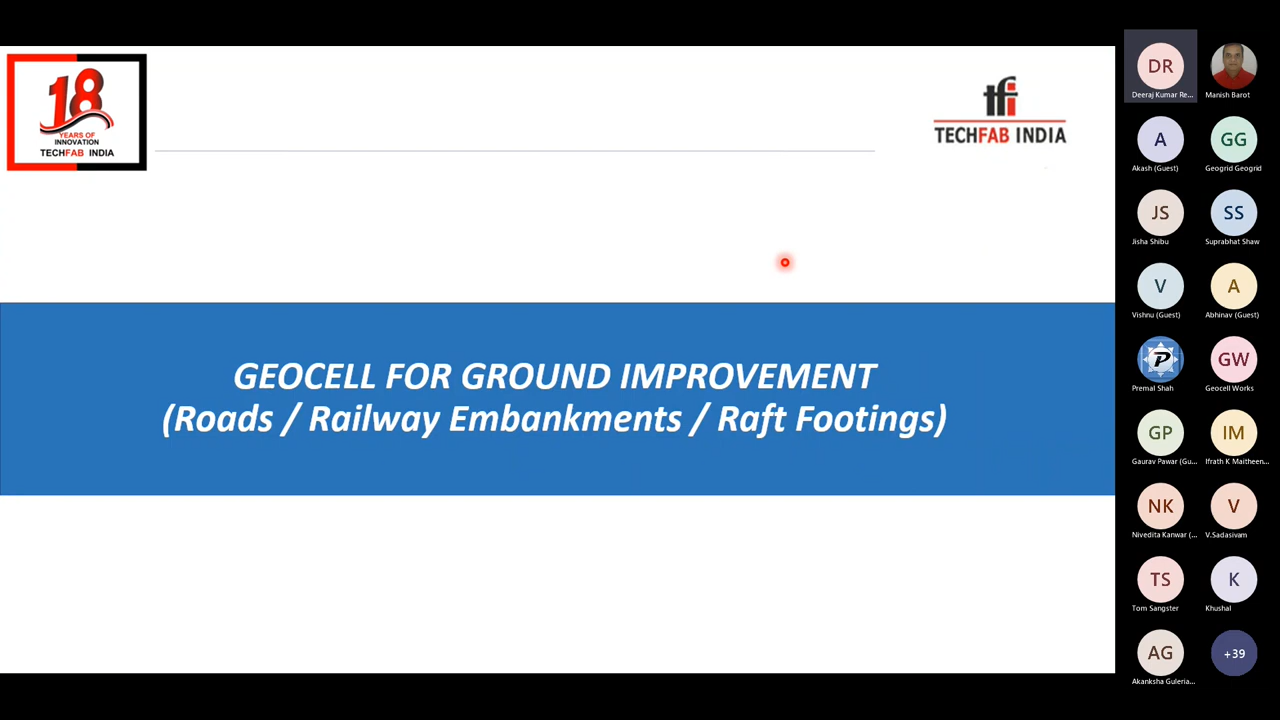 18
YEARS OF
INNOVATION
TECHFAB INDIA
tfi
TECHFAB INDIA
GEOCELL FOR GROUND IMPROVEMENT
(Roads / Railway Embankments / Raft Footings)
DR
Deeraj Kumar Re...
Manish Barot
A
Akash (Guest)
GG
Geogrid Geogrid
JS
Jisha Shibu
SS
Suprabhat Shaw
V
Vishnu (Guest)
A
Abhinav (Guest)
P
Premal Shah
GW
Geocell Works
GP
Gaurav Pawar (Gu...
IM
Ifrath K Maitheen...
NK
Nivedita Kanwar (...
V
V.Sadasivam
TS
Tom Sangster
K
Khushal
AG
Akanksha Guleria...
+39